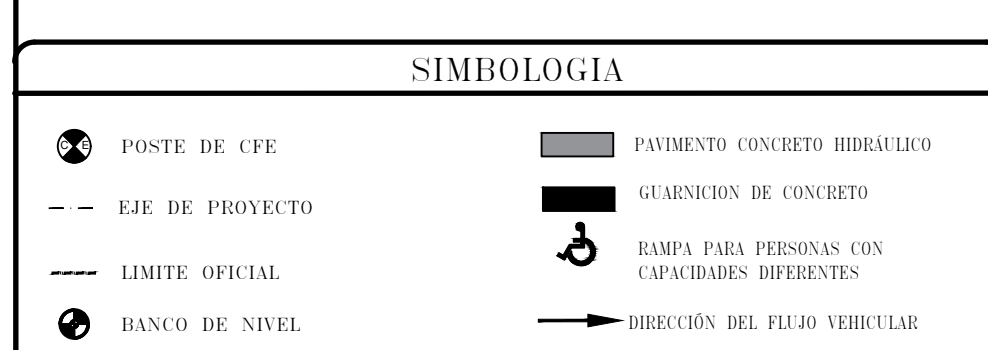 SIMBOLOGIA
C E POSTE DE CFE
EJE DE PROYECTO
LIMITE OFICIAL
BANCO DE NIVEL
PAVIMENTO CONCRETO HIDRÁULICO
GUARNICION DE CONCRETO
RAMPA PARA PERSONAS CON
CAPACIDADES DIFERENTES
DIRECCIÓN DEL FLUJO VEHICULAR